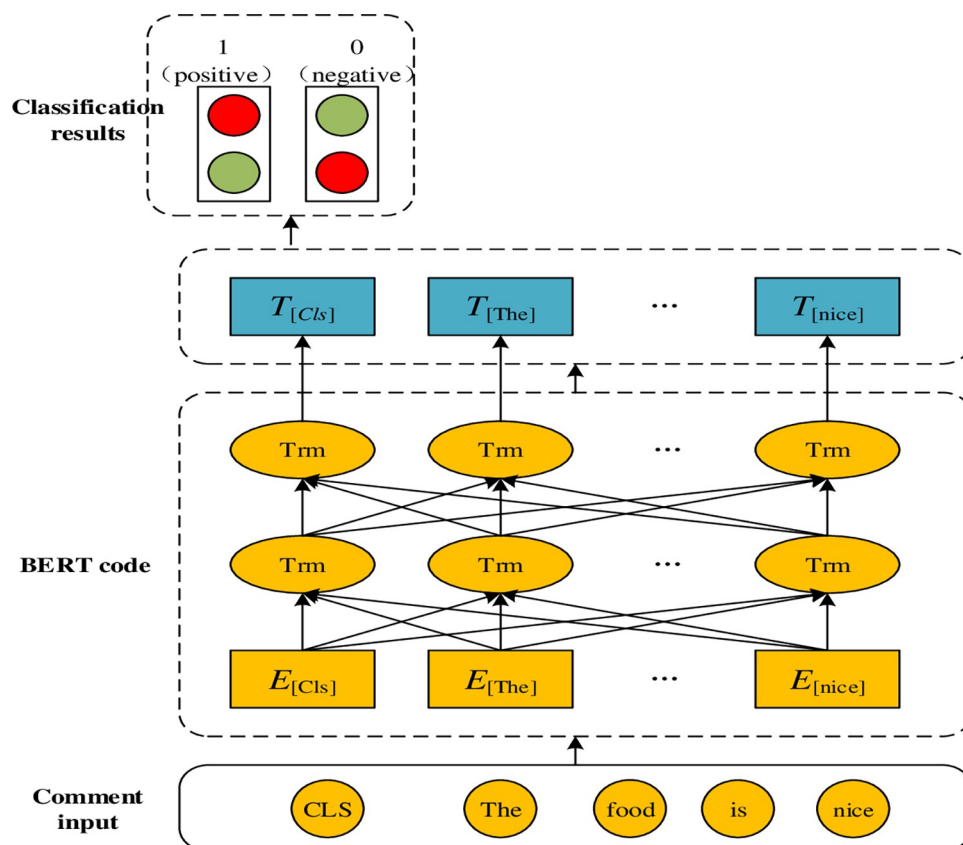 1 0
（positive） （negative）
Classification
results
T[Cls] T[The] ... T[nice]
Trm Trm ... Trm
BERT code
Trm Trm ... Trm
E[Cls] E[The] ... E[nice]
Comment
input
CLS The food is nice